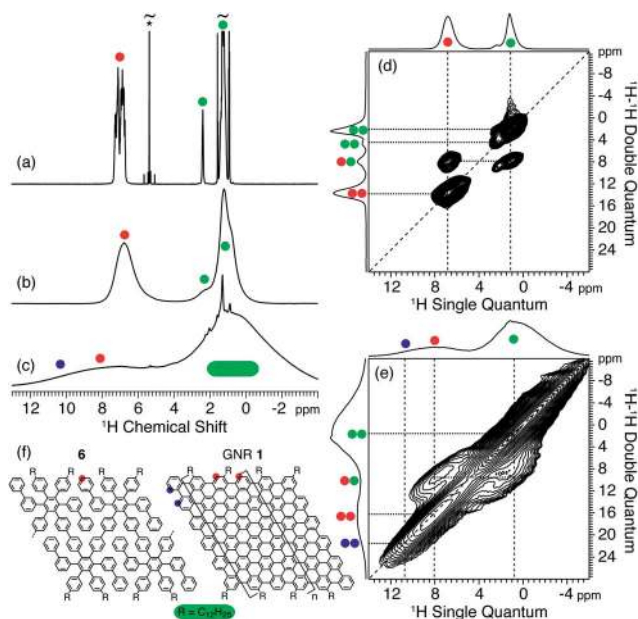 (a)
*
(b)
(c)
12 10 8 6 4 2 0 -2 ppm
¹H Chemical Shift
(d)
ppm
-8
-4
0
4
8
12
16
20
24
¹H-¹H Double Quantum
12 8 4 0 -4 ppm
¹H Single Quantum
(e)
ppm
-8
-4
0
4
8
12
16
20
24
¹H-¹H Double Quantum
12 8 4 0 -4 ppm
¹H Single Quantum
(f)
6
GNR 1
R R R R
R R R R
R R R R
R R R R
n
R = C₁₂H₂₅